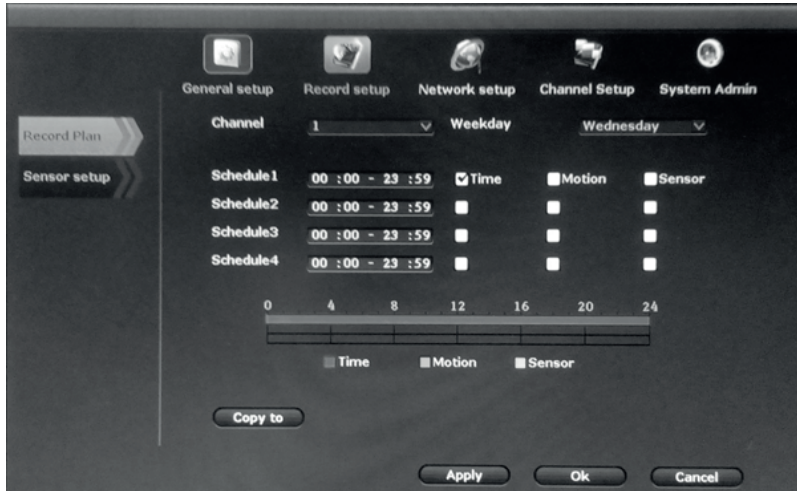 General setup Record setup Network setup Channel Setup System Admin
Channel 1 Weekday Wednesday
Record Plan
Sensor setup
Schedule1 00 :00 - 23 :59 Time Motion Sensor
Schedule2 00 :00 - 23 :59
Schedule3 00 :00 - 23 :59
Schedule4 00 :00 - 23 :59
0 4 8 12 16 20 24
Time Motion Sensor
Copy to
Apply Ok Cancel